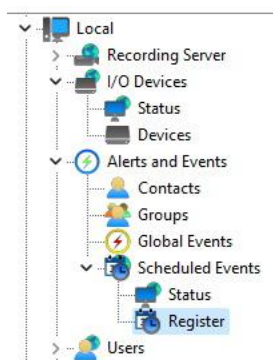 Local
Recording Server
I/O Devices
Status
Devices
Alerts and Events
Contacts
Groups
Global Events
Scheduled Events
Status
Register
Users